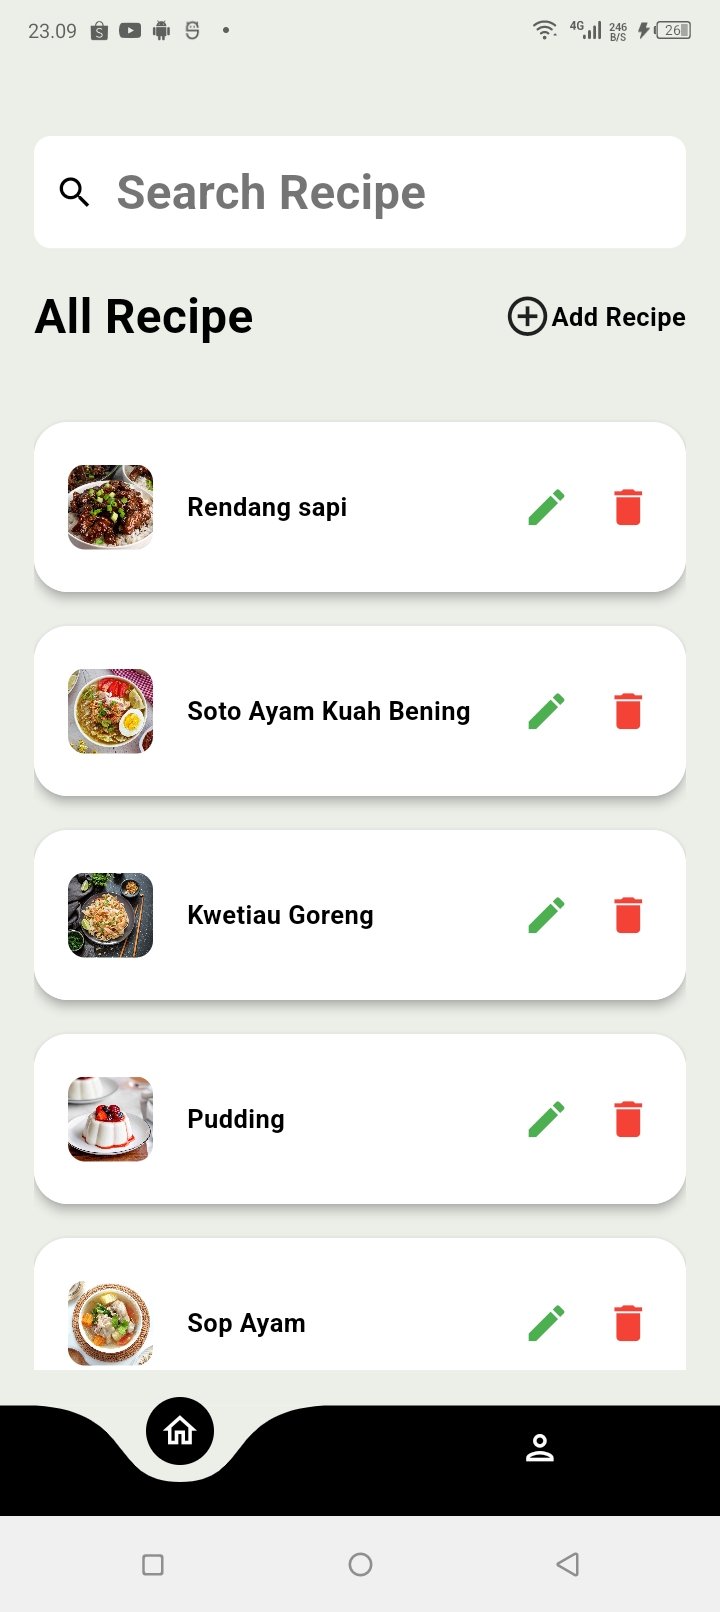 23.09
4G
246
B/S
26
Search Recipe
All Recipe
Add Recipe
Rendang sapi
Soto Ayam Kuah Bening
Kwetiau Goreng
Pudding
Sop Ayam